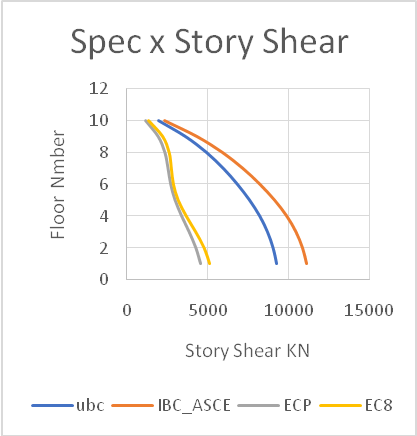 Spec x Story Shear
12
10
8
6
4
2
0
Floor Nmber
0 5000 10000 15000
Story Shear KN
ubc IBC_ASCE ECP EC8